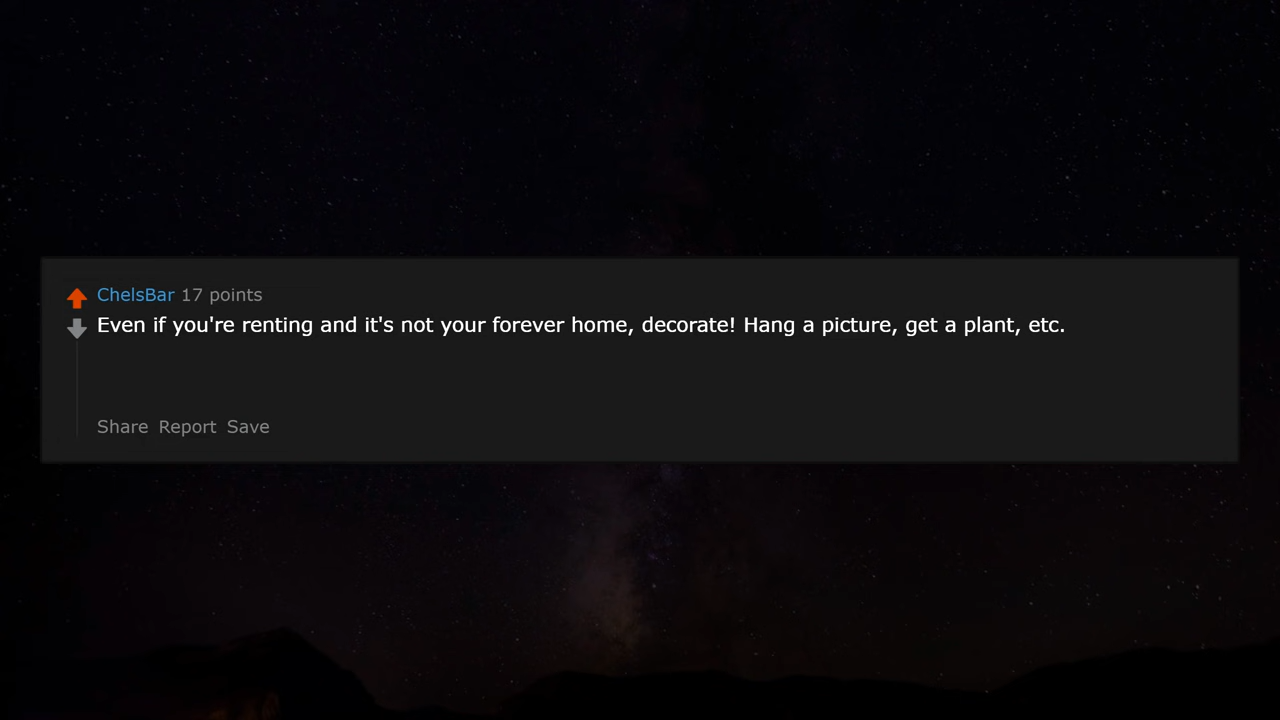 ChelsBar 17 points
Even if you're renting and it's not your forever home, decorate! Hang a picture, get a plant, etc.
Share Report Save